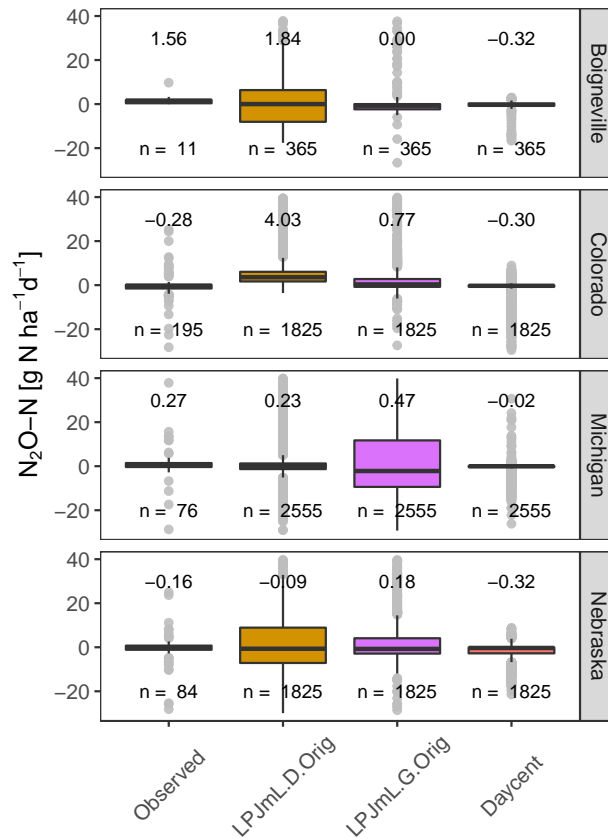 N₂O−N [g N ha⁻¹d⁻¹]
40
20
0
−20
1.56 1.84 0.00 −0.32
n = 11 n = 365 n = 365 n = 365
Boigneville
40
20
0
−20
−0.28 4.03 0.77 −0.30
n = 195 n = 1825 n = 1825 n = 1825
Colorado
40
20
0
−20
0.27 0.23 0.47 −0.02
n = 76 n = 2555 n = 2555 n = 2555
Michigan
40
20
0
−20
−0.16 −0.09 0.18 −0.32
n = 84 n = 1825 n = 1825 n = 1825
Nebraska
Observed LPJmL.D.Orig LPJmL.G.Orig Daycent